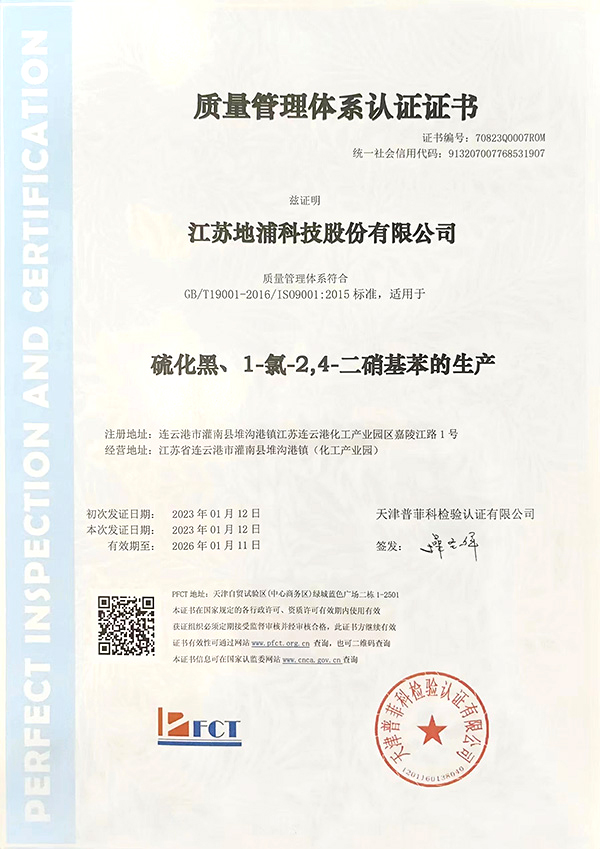 PERFECT INSPECTION AND CERTIFICATION
质量管理体系认证证书
证书编号：70823Q0007R0M
统一社会信用代码：913207007768531907
兹证明
江苏地浦科技股份有限公司
质量管理体系符合
GB/T19001-2016/ISO9001:2015 标准，适用于
硫化黑、1-氯-2,4-二硝基苯的生产
注册地址：连云港市灌南县堆沟港镇江苏连云港化工产业园区嘉陵江路 1 号
经营地址：江苏省连云港市灌南县堆沟港镇（化工产业园）
初次发证日期：2023 年 01 月 12 日
本次发证日期：2023 年 01 月 12 日
有效期至：2026 年 01 月 11 日
天津普菲科检验认证有限公司
签发：
PFCT 地址：天津自贸试验区(中心商务区)绿城蓝色广场二栋 1-2501
本证书在国家规定的各行政许可、资质许可有效期内使用有效
获证组织必须定期接受监督审核并经审核合格，此证书方继续有效
证书有效性可通过网站 www.pfct.org.cn 查询，也可二维码查询
本证书信息可在国家认监委网站 www.cnca.gov.cn 查询
PFCT
天津普菲科检验认证有限公司